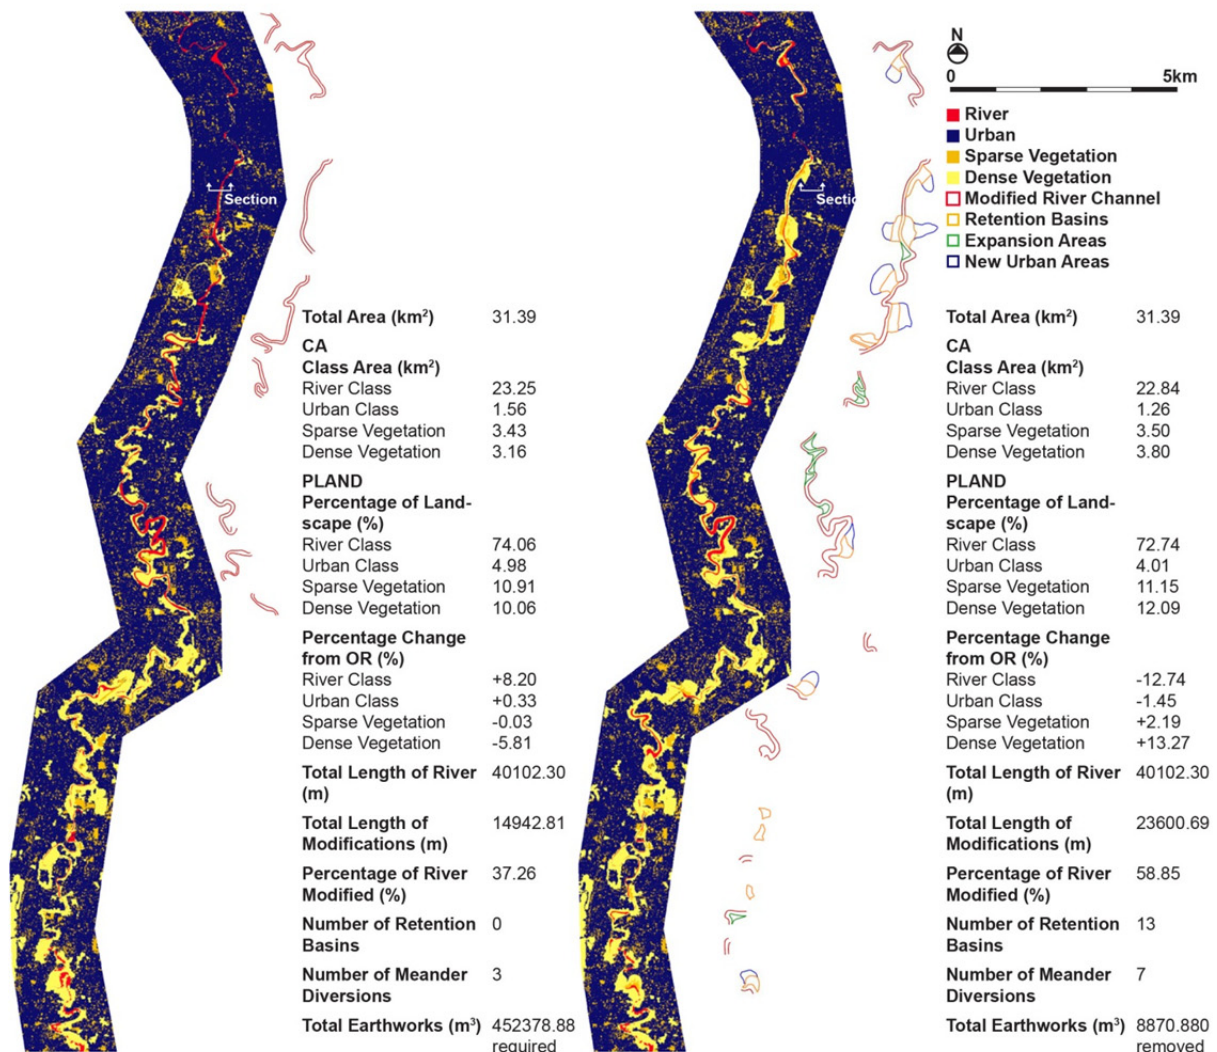 N
0 5km
River
Urban
Sparse Vegetation
Dense Vegetation
Modified River Channel
Retention Basins
Expansion Areas
New Urban Areas
Section
Total Area (km²) 31.39
CA
Class Area (km²)
River Class 23.25
Urban Class 1.56
Sparse Vegetation 3.43
Dense Vegetation 3.16
PLAND
Percentage of Land-
scape (%)
River Class 74.06
Urban Class 4.98
Sparse Vegetation 10.91
Dense Vegetation 10.06
Percentage Change
from OR (%)
River Class +8.20
Urban Class +0.33
Sparse Vegetation -0.03
Dense Vegetation -5.81
Total Length of River 40102.30
(m)
Total Length of 14942.81
Modifications (m)
Percentage of River 37.26
Modified (%)
Number of Retention 0
Basins
Number of Meander 3
Diversions
Total Earthworks (m³) 452378.88
required
Sectio
Total Area (km²) 31.39
CA
Class Area (km²)
River Class 22.84
Urban Class 1.26
Sparse Vegetation 3.50
Dense Vegetation 3.80
PLAND
Percentage of Land-
scape (%)
River Class 72.74
Urban Class 4.01
Sparse Vegetation 11.15
Dense Vegetation 12.09
Percentage Change
from OR (%)
River Class -12.74
Urban Class -1.45
Sparse Vegetation +2.19
Dense Vegetation +13.27
Total Length of River 40102.30
(m)
Total Length of 23600.69
Modifications (m)
Percentage of River 58.85
Modified (%)
Number of Retention 13
Basins
Number of Meander 7
Diversions
Total Earthworks (m³) 8870.880
removed